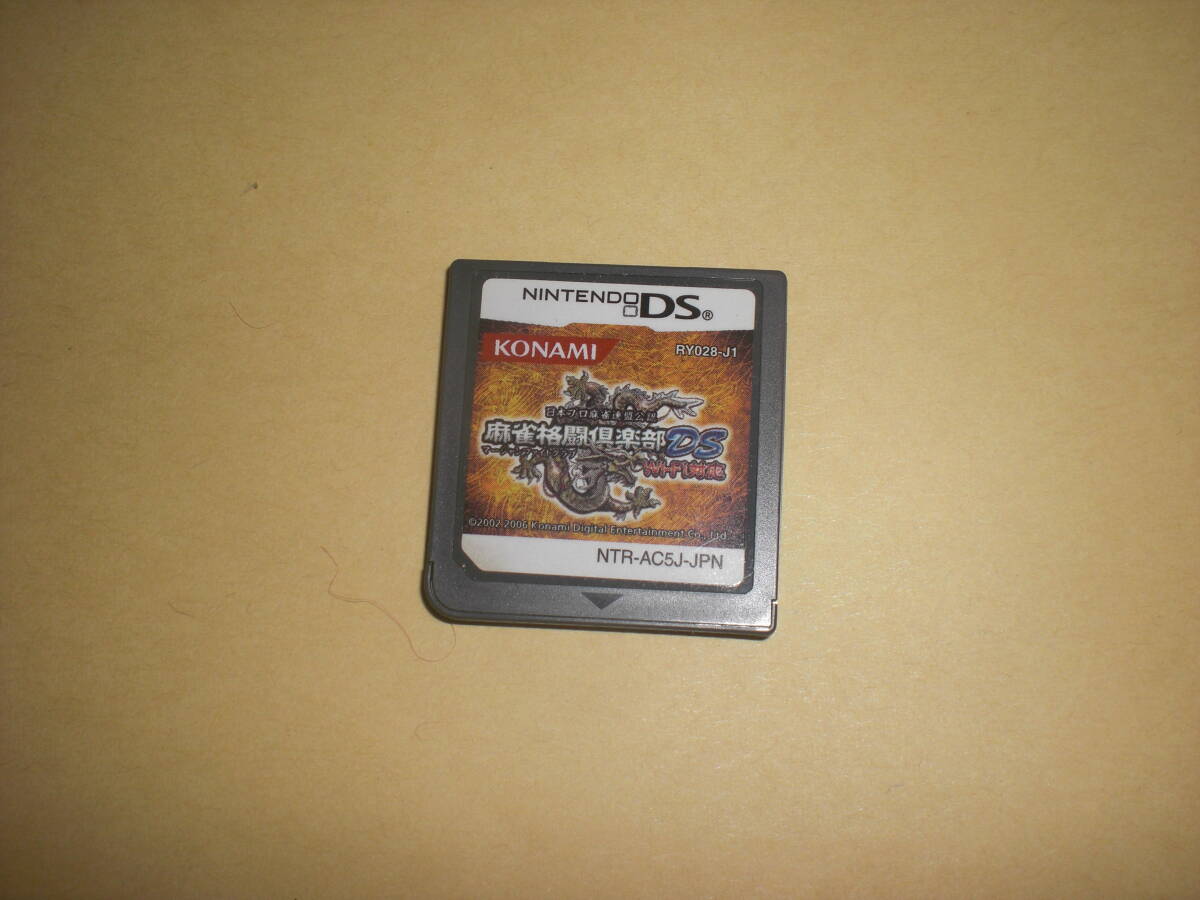 NINTENDO DS®
KONAMI
RY028-J1
日本プロ麻雀連盟公認
麻雀格闘倶楽部DS
マージャンファイトクラブ
Wi-Fi対応
©2002-2006 Konami Digital Entertainment Co., Ltd.
NTR-AC5J-JPN